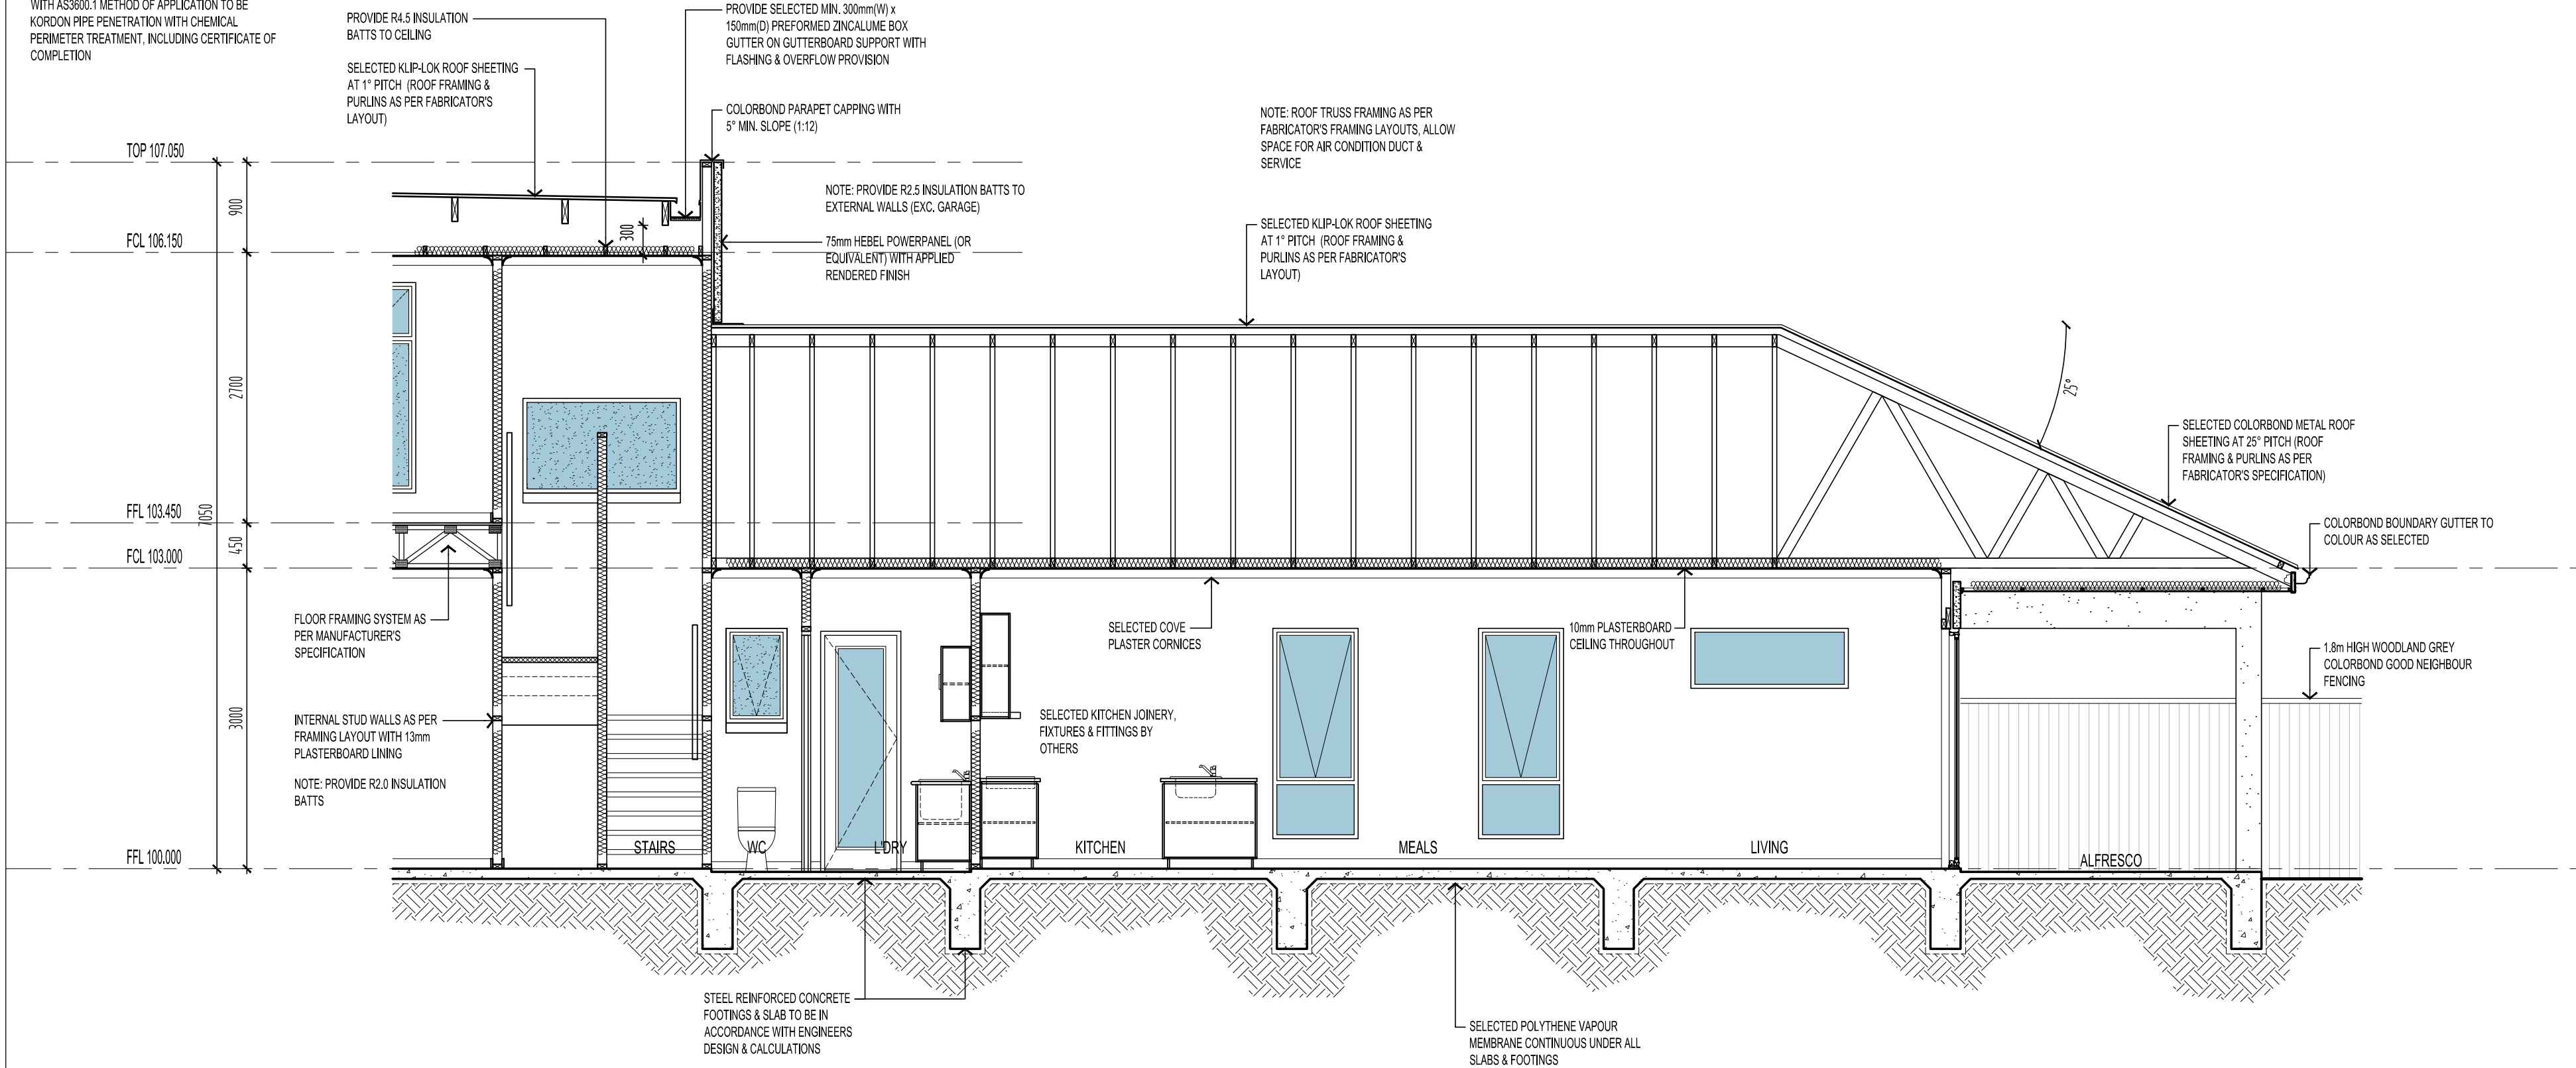 WITH AS3600.1 METHOD OF APPLICATION TO BE
KORDON PIPE PENETRATION WITH CHEMICAL
PERIMETER TREATMENT, INCLUDING CERTIFICATE OF
COMPLETION
PROVIDE R4.5 INSULATION
BATTS TO CEILING
SELECTED KLIP-LOK ROOF SHEETING
AT 1° PITCH (ROOF FRAMING &
PURLINS AS PER FABRICATOR'S
LAYOUT)
PROVIDE SELECTED MIN. 300mm(W) x
150mm(D) PREFORMED ZINCALUME BOX
GUTTER ON GUTTERBOARD SUPPORT WITH
FLASHING & OVERFLOW PROVISION
COLORBOND PARAPET CAPPING WITH
5° MIN. SLOPE (1:12)
NOTE: ROOF TRUSS FRAMING AS PER
FABRICATOR'S FRAMING LAYOUTS, ALLOW
SPACE FOR AIR CONDITION DUCT &
SERVICE
TOP 107.050
900
NOTE: PROVIDE R2.5 INSULATION BATTS TO
EXTERNAL WALLS (EXC. GARAGE)
FCL 106.150
300
75mm HEBEL POWERPANEL (OR
EQUIVALENT) WITH APPLIED
RENDERED FINISH
SELECTED KLIP-LOK ROOF SHEETING
AT 1° PITCH (ROOF FRAMING &
PURLINS AS PER FABRICATOR'S
LAYOUT)
2700
25°
SELECTED COLORBOND METAL ROOF
SHEETING AT 25° PITCH (ROOF
FRAMING & PURLINS AS PER
FABRICATOR'S SPECIFICATION)
FFL 103.450
7050
450
FCL 103.000
COLORBOND BOUNDARY GUTTER TO
COLOUR AS SELECTED
FLOOR FRAMING SYSTEM AS
PER MANUFACTURER'S
SPECIFICATION
SELECTED COVE
PLASTER CORNICES
10mm PLASTERBOARD
CEILING THROUGHOUT
1.8m HIGH WOODLAND GREY
COLORBOND GOOD NEIGHBOUR
FENCING
INTERNAL STUD WALLS AS PER
FRAMING LAYOUT WITH 13mm
PLASTERBOARD LINING
NOTE: PROVIDE R2.0 INSULATION
BATTS
3000
SELECTED KITCHEN JOINERY,
FIXTURES & FITTINGS BY
OTHERS
FFL 100.000
STAIRS
WC
L'DRY
KITCHEN
MEALS
LIVING
ALFRESCO
STEEL REINFORCED CONCRETE
FOOTINGS & SLAB TO BE IN
ACCORDANCE WITH ENGINEERS
DESIGN & CALCULATIONS
SELECTED POLYTHENE VAPOUR
MEMBRANE CONTINUOUS UNDER ALL
SLABS & FOOTINGS